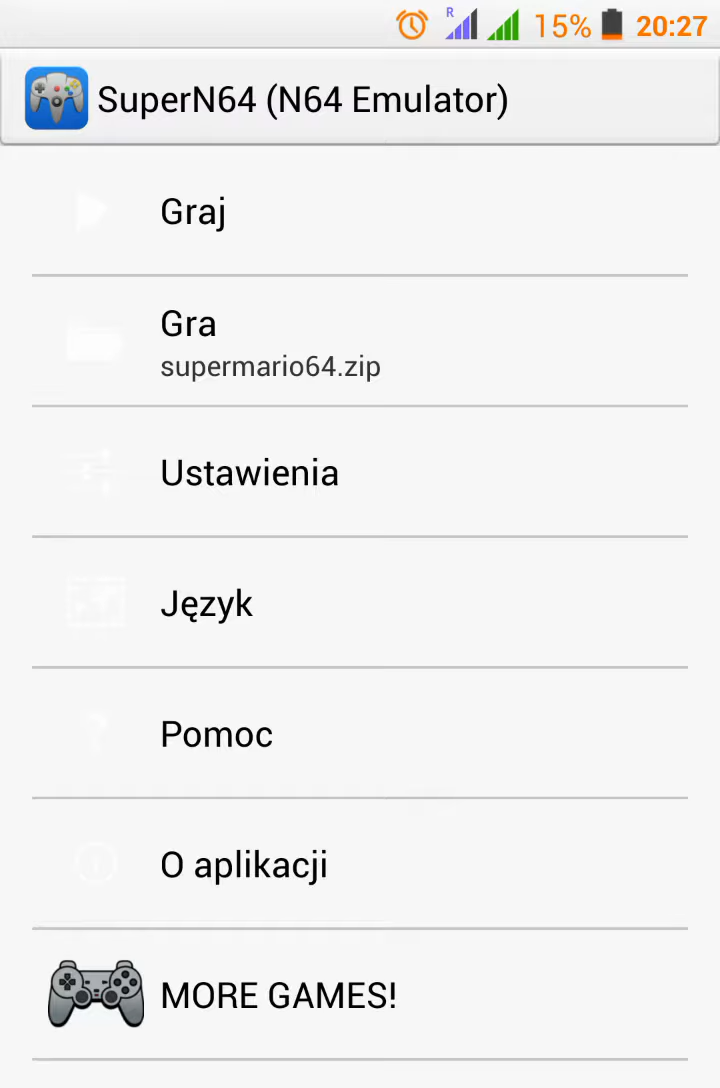 R
15% 20:27
SuperN64 (N64 Emulator)
Graj
Gra
supermario64.zip
Ustawienia
Język
Pomoc
O aplikacji
MORE GAMES!